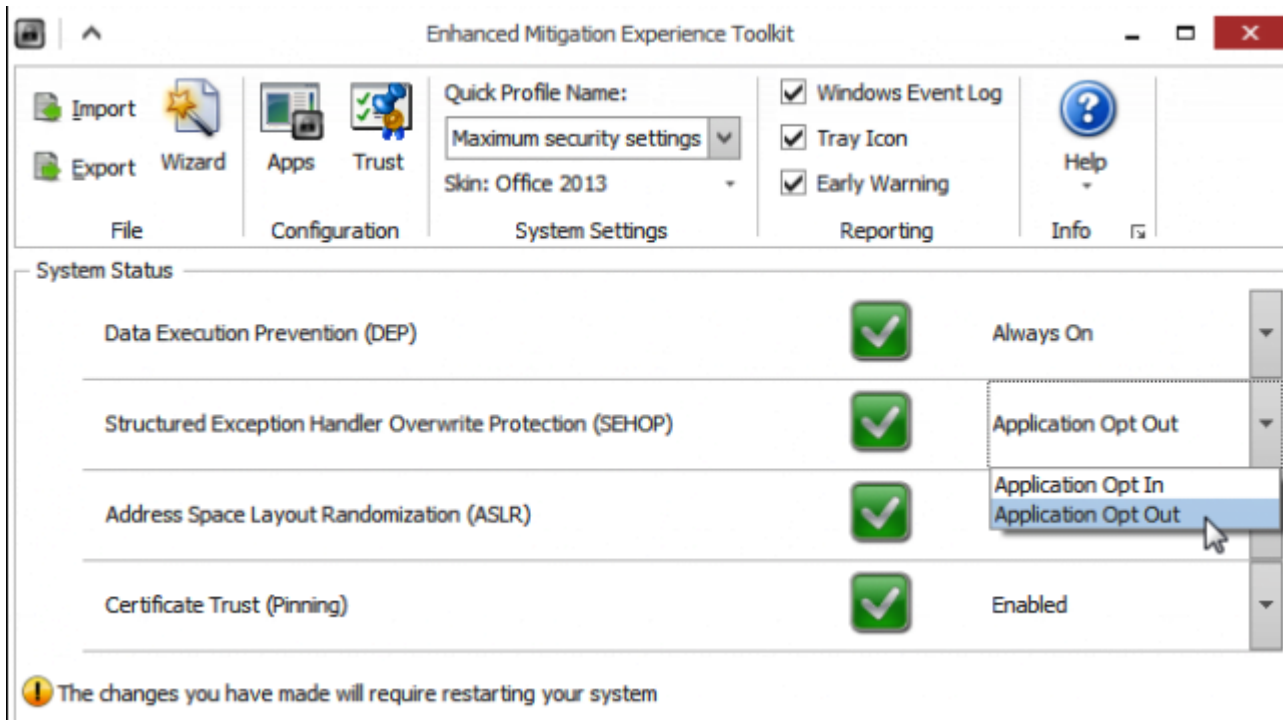 Enhanced Mitigation Experience Toolkit
Import
Export
Wizard
File
Apps
Trust
Configuration
Quick Profile Name:
Maximum security settings
Skin: Office 2013
System Settings
Windows Event Log
Tray Icon
Early Warning
Reporting
Help
Info
System Status
Data Execution Prevention (DEP)
Always On
Structured Exception Handler Overwrite Protection (SEHOP)
Application Opt Out
Application Opt In
Application Opt Out
Address Space Layout Randomization (ASLR)
Certificate Trust (Pinning)
Enabled
The changes you have made will require restarting your system